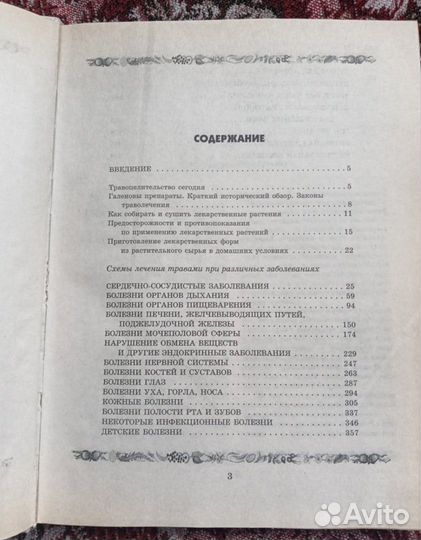 СОДЕРЖАНИЕ
ВВЕДЕНИЕ . . . . . . . . . . . . . . . . . . . . 5
Травоцелительство сегодня . . . . . . . . . . . . . . . . . . . . 5
Галеновы препараты. Краткий исторический обзор. Законы
траволечения . . . . . . . . . . . . . . . . . . . . 8
Как собирать и сушить лекарственные растения . . . . . . . . . . 11
Предосторожности и противопоказания
по применению лекарственных растений . . . . . . . . . . 15
Приготовление лекарственных форм
из растительного сырья в домашних условиях . . . . . . . . . . 22
Схемы лечения травами при различных заболеваниях
СЕРДЕЧНО-СОСУДИСТЫЕ ЗАБОЛЕВАНИЯ . . . . . . . . . . 25
БОЛЕЗНИ ОРГАНОВ ДЫХАНИЯ . . . . . . . . . . 59
БОЛЕЗНИ ОРГАНОВ ПИЩЕВАРЕНИЯ . . . . . . . . . . 94
БОЛЕЗНИ ПЕЧЕНИ, ЖЕЛЧЕВЫВОДЯЩИХ ПУТЕЙ,
ПОДЖЕЛУДОЧНОЙ ЖЕЛЕЗЫ . . . . . . . . . . 150
БОЛЕЗНИ МОЧЕПОЛОВОЙ СФЕРЫ . . . . . . . . . . 174
НАРУШЕНИЕ ОБМЕНА ВЕЩЕСТВ
И ДРУГИЕ ЭНДОКРИННЫЕ ЗАБОЛЕВАНИЯ . . . . . . . . . . 229
БОЛЕЗНИ НЕРВНОЙ СИСТЕМЫ . . . . . . . . . . 247
БОЛЕЗНИ КОСТЕЙ И СУСТАВОВ . . . . . . . . . . 263
БОЛЕЗНИ ГЛАЗ . . . . . . . . . . 287
БОЛЕЗНИ УХА, ГОРЛА, НОСА . . . . . . . . . . 294
КОЖНЫЕ БОЛЕЗНИ . . . . . . . . . . 305
БОЛЕЗНИ ПОЛОСТИ РТА И ЗУБОВ . . . . . . . . . . 337
НЕКОТОРЫЕ ИНФЕКЦИОННЫЕ БОЛЕЗНИ . . . . . . . . . . 346
ДЕТСКИЕ БОЛЕЗНИ . . . . . . . . . . 357
3
Avito